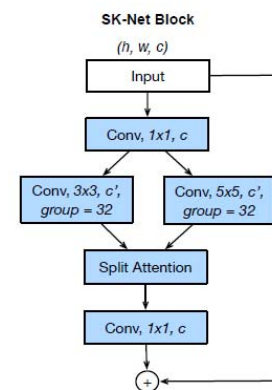 SK-Net Block
(h, w, c)
Input
Conv, 1x1, c
Conv, 3x3, c',
group = 32
Conv, 5x5, c',
group = 32
Split Attention
Conv, 1x1, c
+